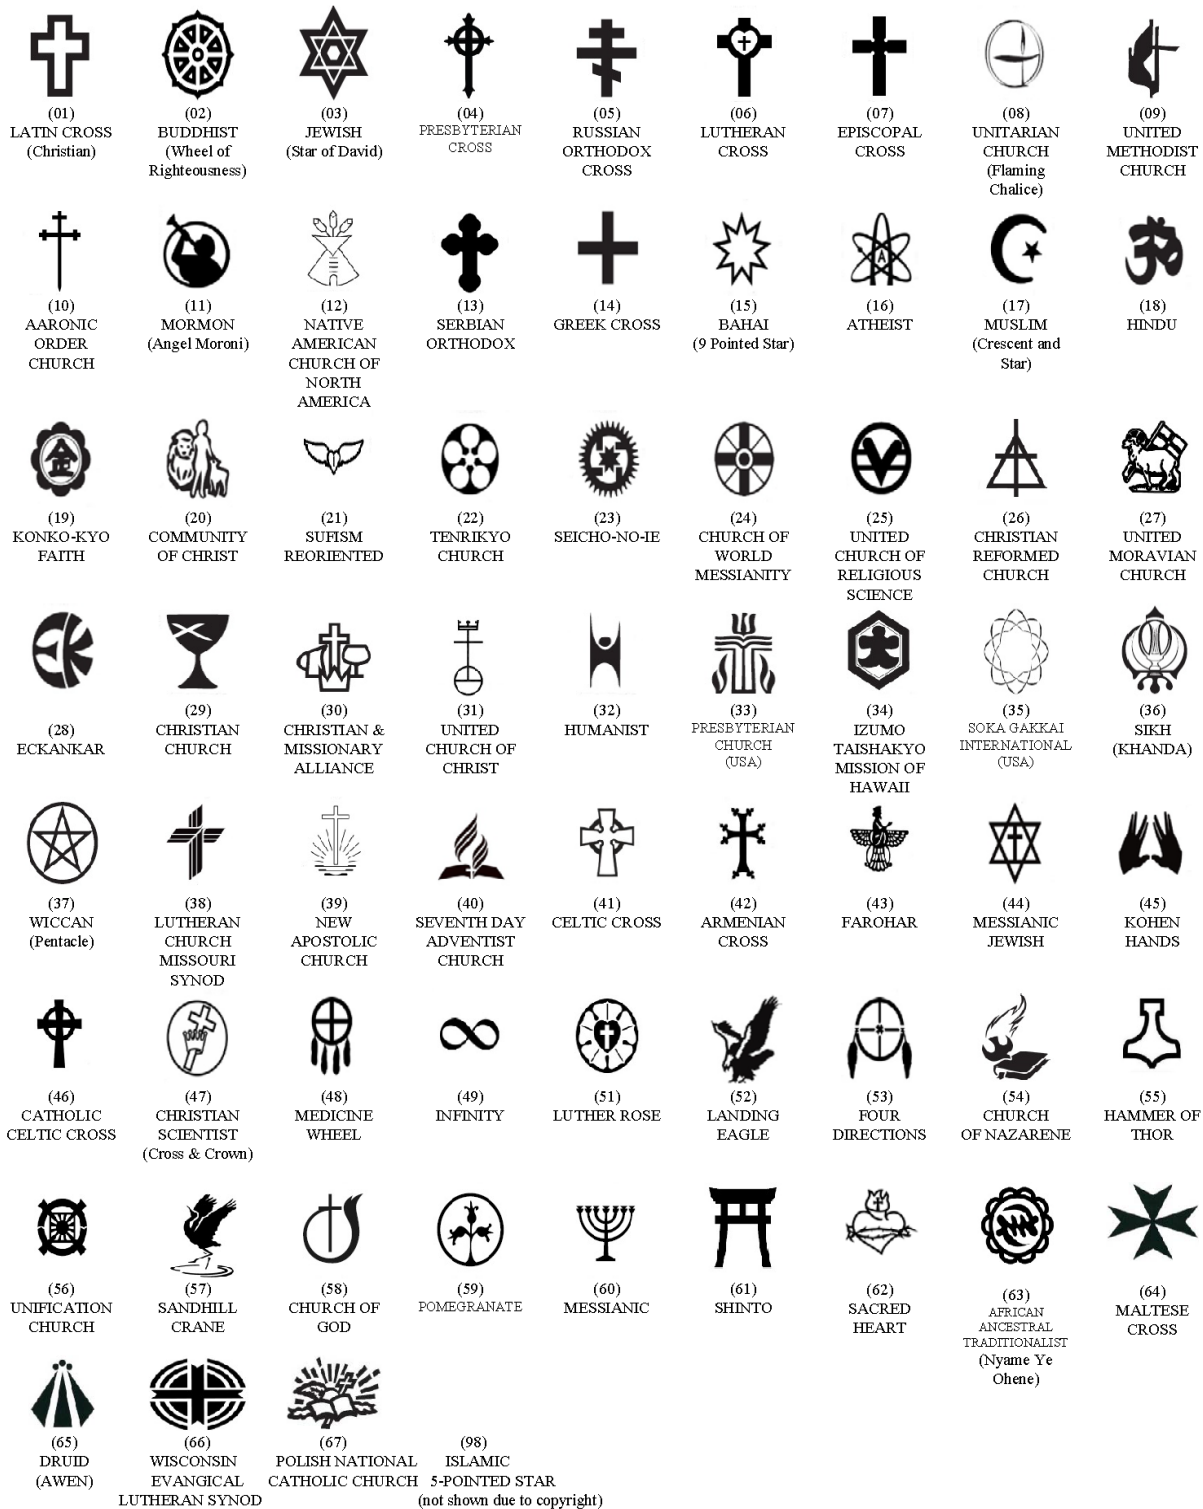 (01)
LATIN CROSS
(Christian)
(02)
BUDDHIST
(Wheel of
Righteousness)
(03)
JEWISH
(Star of David)
(04)
PRESBYTERIAN
CROSS
(05)
RUSSIAN
ORTHODOX
CROSS
(06)
LUTHERAN
CROSS
(07)
EPISCOPAL
CROSS
(08)
UNITARIAN
CHURCH
(Flaming
Chalice)
(09)
UNITED
METHODIST
CHURCH
(10)
AARONIC
ORDER
CHURCH
(11)
MORMON
(Angel Moroni)
(12)
NATIVE
AMERICAN
CHURCH OF
NORTH
AMERICA
(13)
SERBIAN
ORTHODOX
(14)
GREEK CROSS
(15)
BAHAI
(9 Pointed Star)
A
(16)
ATHEIST
(17)
MUSLIM
(Crescent and
Star)
(18)
HINDU
(19)
KONKO-KYO
FAITH
(20)
COMMUNITY
OF CHRIST
(21)
SUFISM
REORIENTED
(22)
TENRIKYO
CHURCH
(23)
SEICHO-NO-IE
(24)
CHURCH OF
WORLD
MESSIANITY
(25)
UNITED
CHURCH OF
RELIGIOUS
SCIENCE
(26)
CHRISTIAN
REFORMED
CHURCH
(27)
UNITED
MORAVIAN
CHURCH
EK
(28)
ECKANKAR
(29)
CHRISTIAN
CHURCH
(30)
CHRISTIAN &
MISSIONARY
ALLIANCE
(31)
UNITED
CHURCH OF
CHRIST
(32)
HUMANIST
(33)
PRESBYTERIAN
CHURCH
(USA)
(34)
IZUMO
TAISHAKYO
MISSION OF
HAWAII
(35)
SOKA GAKKAI
INTERNATIONAL
(USA)
(36)
SIKH
(KHANDA)
(37)
WICCAN
(Pentacle)
(38)
LUTHERAN
CHURCH
MISSOURI
SYNOD
(39)
NEW
APOSTOLIC
CHURCH
(40)
SEVENTH DAY
ADVENTIST
CHURCH
(41)
CELTIC CROSS
(42)
ARMENIAN
CROSS
(43)
FAROHAR
(44)
MESSIANIC
JEWISH
(45)
KOHEN
HANDS
(46)
CATHOLIC
CELTIC CROSS
(47)
CHRISTIAN
SCIENTIST
(Cross & Crown)
(48)
MEDICINE
WHEEL
(49)
INFINITY
(51)
LUTHER ROSE
(52)
LANDING
EAGLE
(53)
FOUR
DIRECTIONS
(54)
CHURCH
OF NAZARENE
(55)
HAMMER OF
THOR
(56)
UNIFICATION
CHURCH
(57)
SANDHILL
CRANE
(58)
CHURCH OF
GOD
(59)
POMEGRANATE
(60)
MESSIANIC
(61)
SHINTO
(62)
SACRED
HEART
(63)
AFRICAN
ANCESTRAL
TRADITIONALIST
(Nyame Ye
Ohene)
(64)
MALTESE
CROSS
(65)
DRUID
(AWEN)
(66)
WISCONSIN
EVANGICAL
LUTHERAN SYNOD
(67)
POLISH NATIONAL
CATHOLIC CHURCH
(98)
ISLAMIC
5-POINTED STAR
(not shown due to copyright)